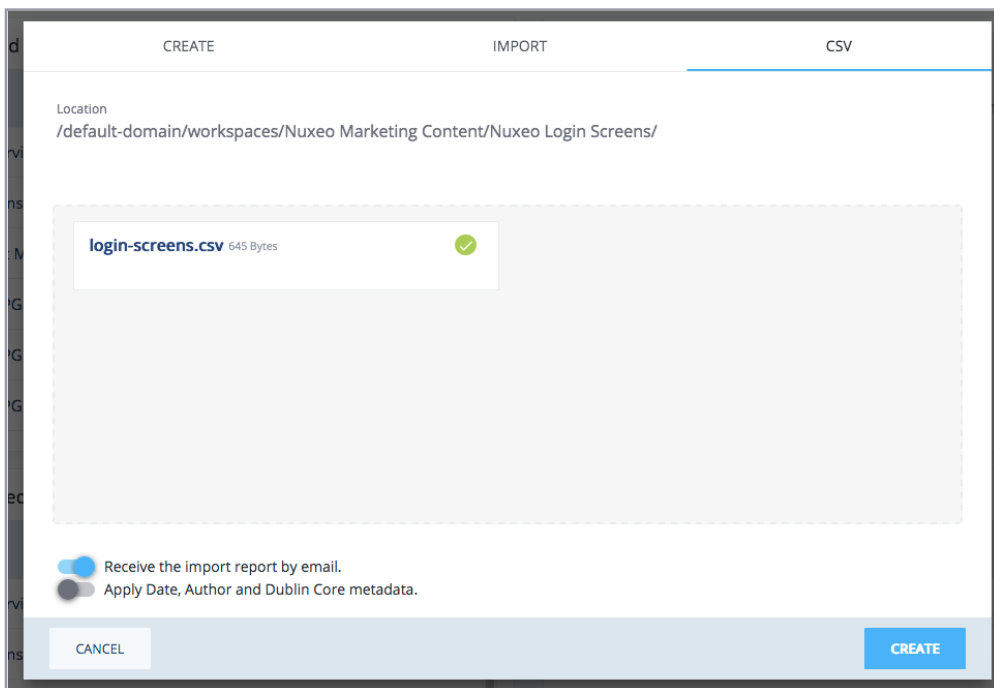 CREATE IMPORT CSV
Location
/default-domain/workspaces/Nuxeo Marketing Content/Nuxeo Login Screens/
login-screens.csv 645 Bytes
Receive the import report by email.
Apply Date, Author and Dublin Core metadata.
CANCEL CREATE